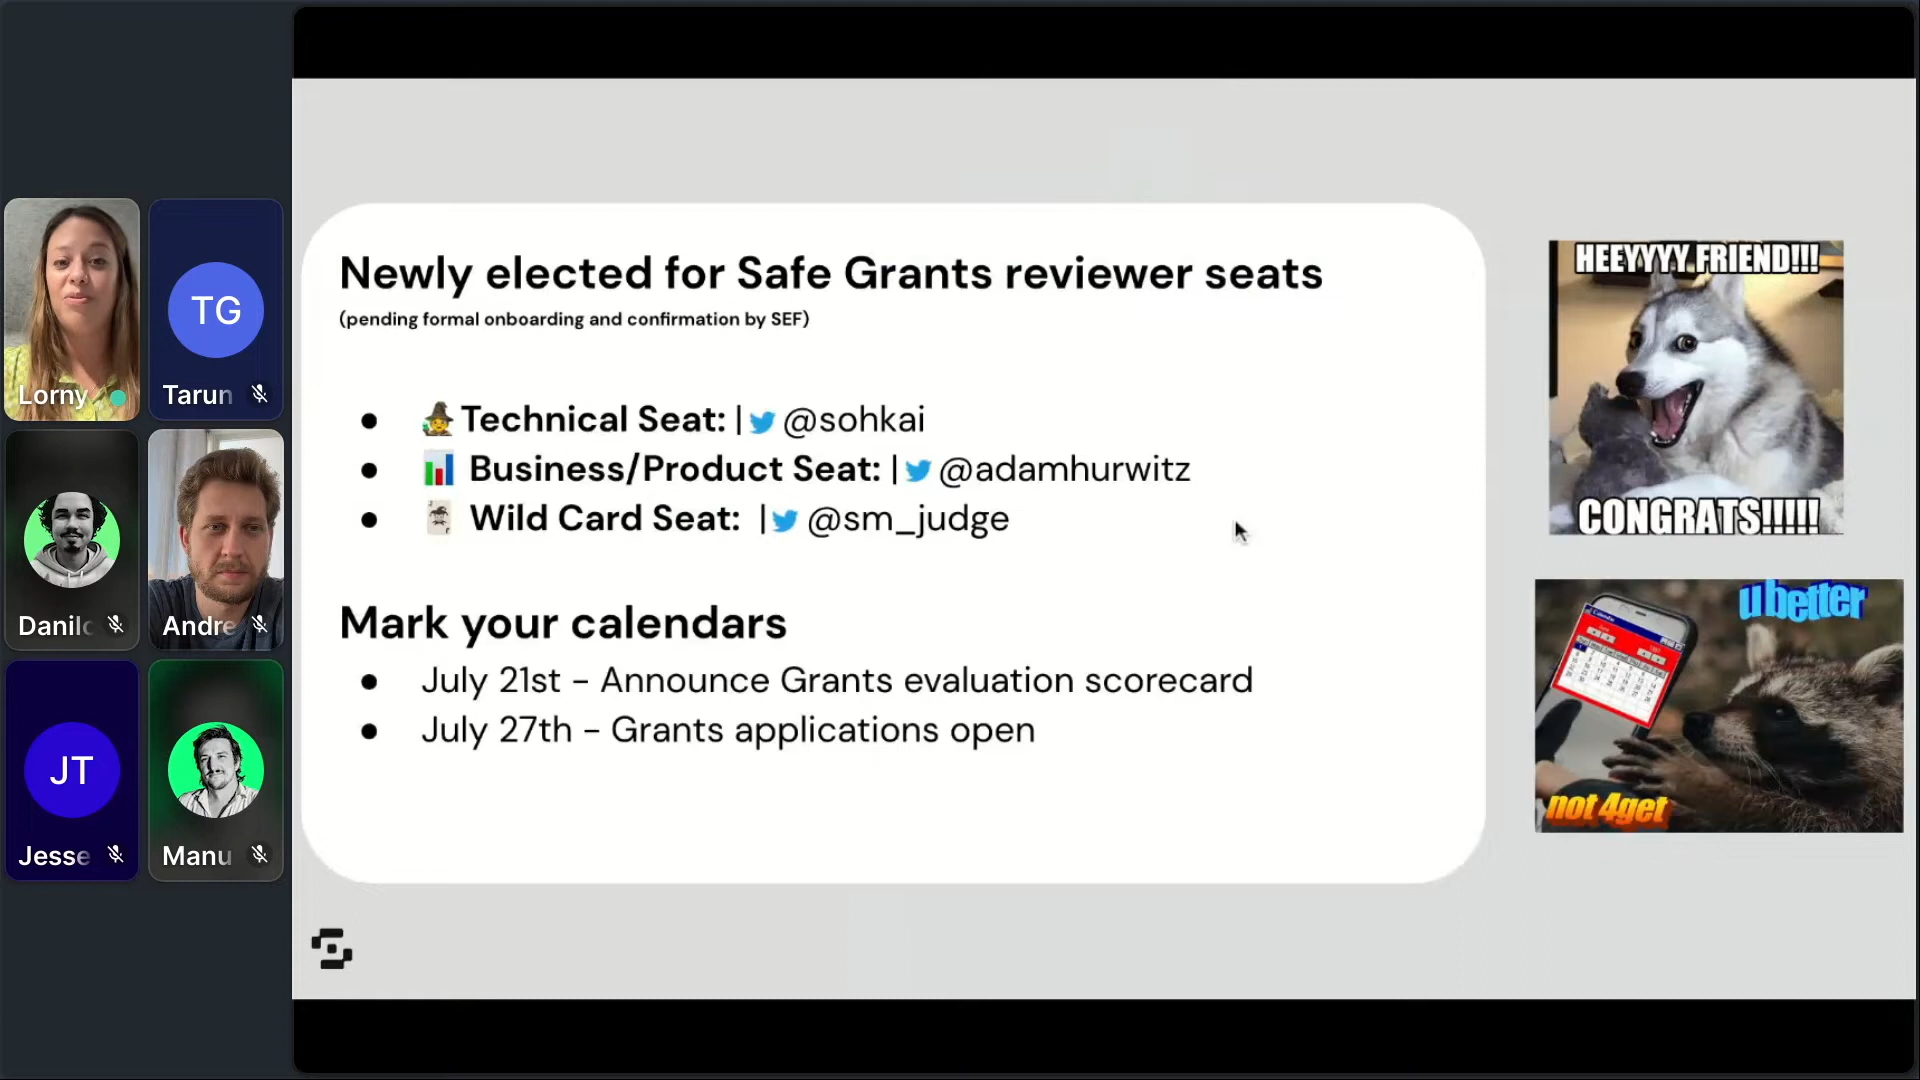 Lorny
TG
Tarun
Andre
JT
Jesse
Manu
Newly elected for Safe Grants reviewer seats
(pending formal onboarding and confirmation by SEF)
● Technical Seat: | @sohkai
● Business/Product Seat: | @adamhurwitz
● Wild Card Seat: | @sm_judge
Mark your calendars
● July 21st - Announce Grants evaluation scorecard
● July 27th - Grants applications open
HEEYYYY FRIEND!!!
CONGRATS!!!!!
u better
not 4get